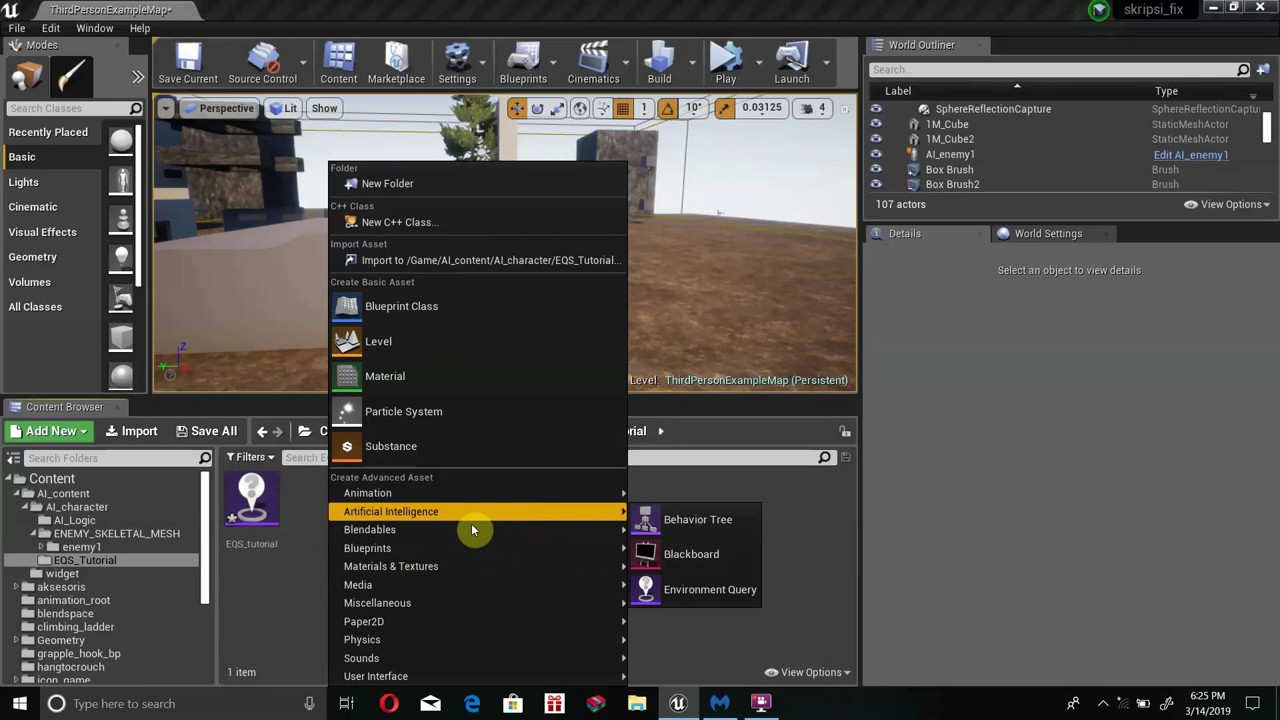 ThirdPersonExampleMap*
skripsi_fix
File Edit Window Help
Modes
Search Classes
Recently Placed
Basic
Lights
Cinematic
Visual Effects
Geometry
Volumes
All Classes
Save Current
Source Control
Content
Marketplace
Settings
Blueprints
Cinematics
Build
Play
Launch
Perspective
Lit
Show
1
10°
0.03125
4
Level: ThirdPersonExampleMap (Persistent)
World Outliner
Search...
Label
Type
SphereReflectionCapture
SphereReflectionCaptu
1M_Cube
StaticMeshActor
1M_Cube2
StaticMeshActor
AI_enemy1
Edit AI_enemy1
Box Brush
Brush
Box Brush2
Brush
107 actors
View Options
Details
World Settings
Select an object to view details.
Folder
New Folder
C++ Class
New C++ Class...
Import Asset
Import to /Game/AI_content/AI_character/EQS_Tutorial...
Create Basic Asset
Blueprint Class
Level
Material
Particle System
Substance
Create Advanced Asset
Animation
Artificial Intelligence
Blendables
Blueprints
Materials & Textures
Media
Miscellaneous
Paper2D
Physics
Sounds
User Interface
Behavior Tree
Blackboard
Environment Query
Content Browser
Add New
Import
Save All
C
orial
Search Folders
Filters
Search E
Content
AI_content
AI_character
AI_Logic
ENEMY_SKELETAL_MESH
enemy1
EQS_Tutorial
widget
aksesoris
animation_root
blendspace
climbing_ladder
Geometry
grapple_hook_bp
hangtocrouch
icon_game
EQS_tutorial
1 item
View Options
Type here to search
6:25 PM
3/14/2019